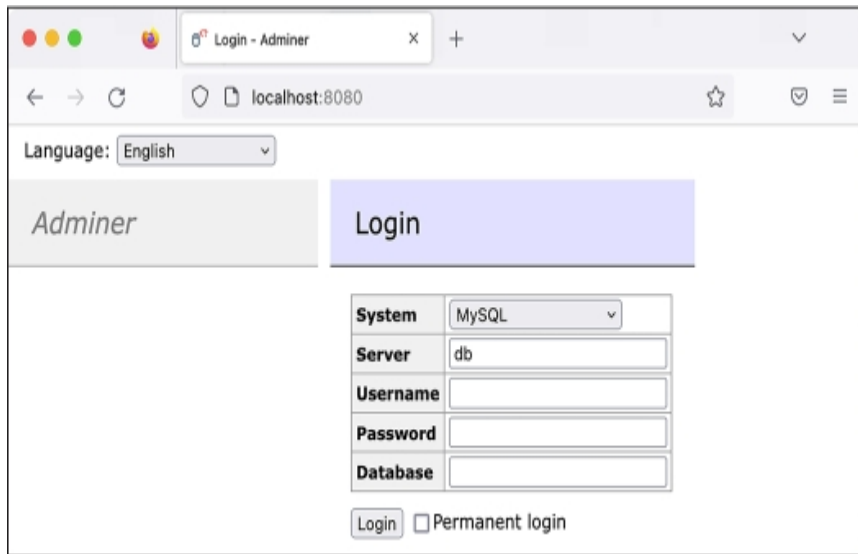 Login - Adminer
localhost:8080
Language: English
Adminer
Login
System MySQL
Server db
Username
Password
Database
Login Permanent login